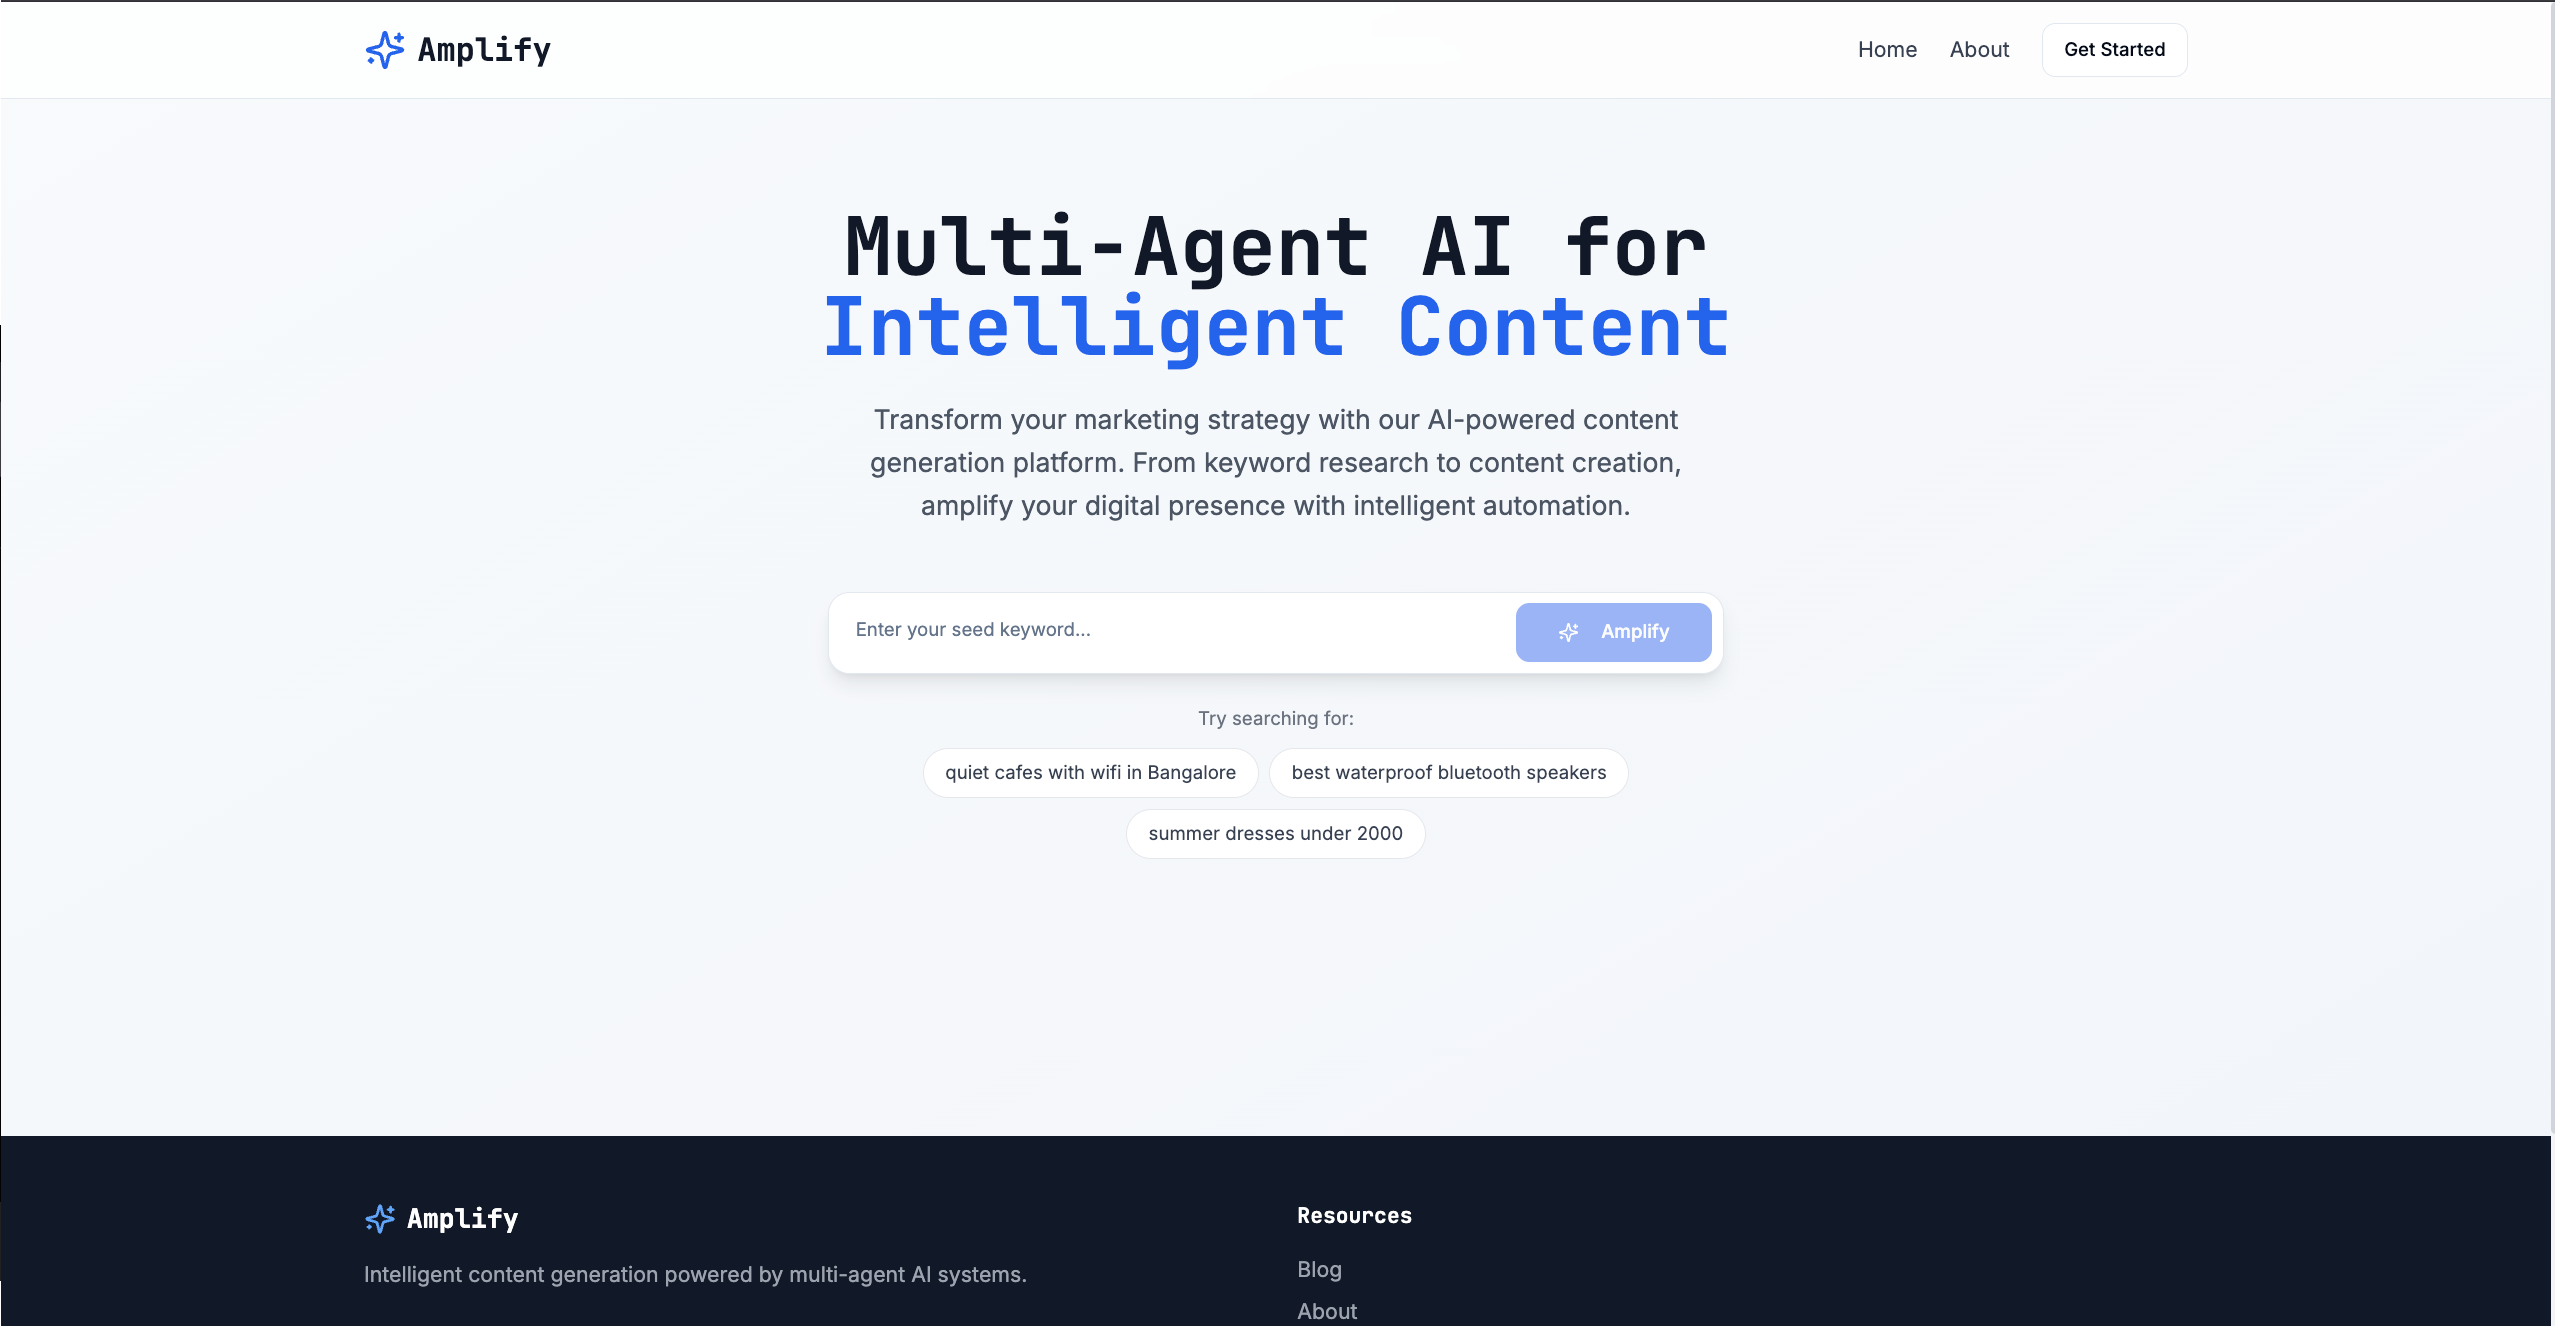 Amplify
Home
About
Get Started
Multi-Agent AI for
Intelligent Content
Transform your marketing strategy with our AI-powered content
generation platform. From keyword research to content creation,
amplify your digital presence with intelligent automation.
Enter your seed keyword...
Amplify
Try searching for:
quiet cafes with wifi in Bangalore
best waterproof bluetooth speakers
summer dresses under 2000
Amplify
Intelligent content generation powered by multi-agent AI systems.
Resources
Blog
About